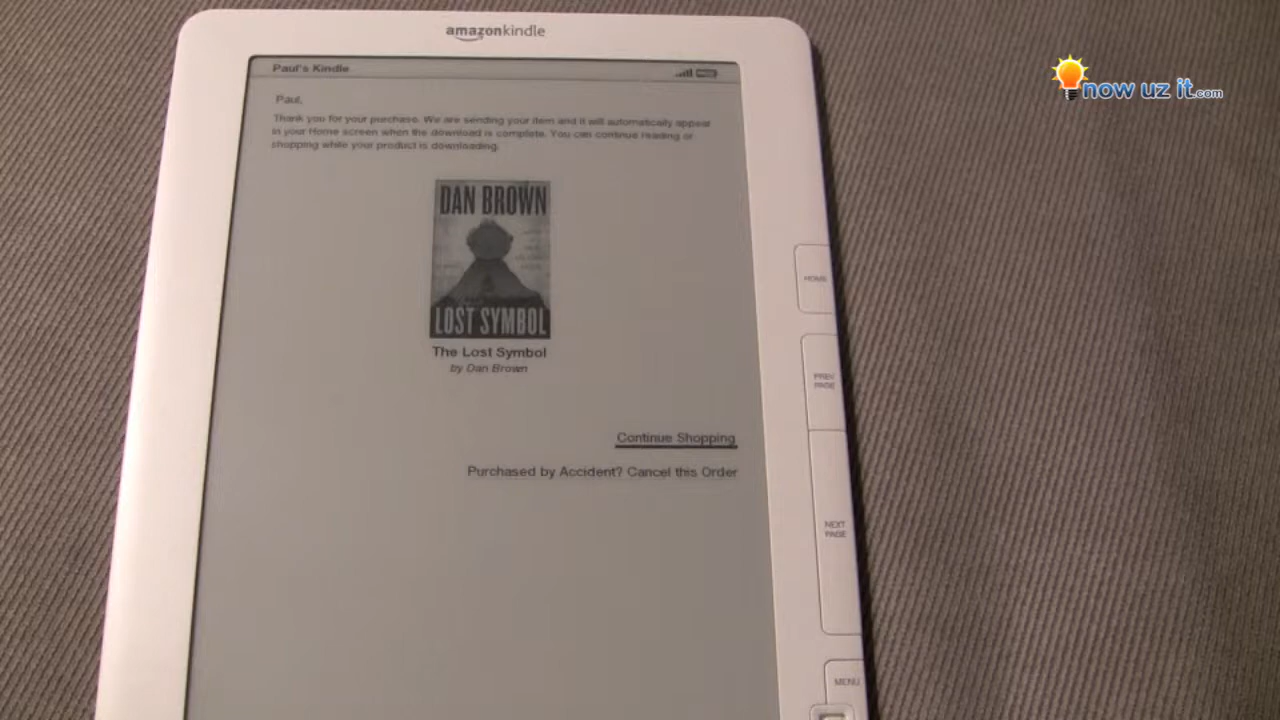 amazonkindle
now uz it.com
Paul's Kindle
Paul,
Thank you for your purchase. We are sending your item and it will automatically appear
in your Home screen when the download is complete. You can continue reading or
shopping while your product is downloading.
DAN BROWN
LOST SYMBOL
The Lost Symbol
by Dan Brown
Continue Shopping
Purchased by Accident? Cancel this Order
HOME
PREV
PAGE
NEXT
PAGE
MENU